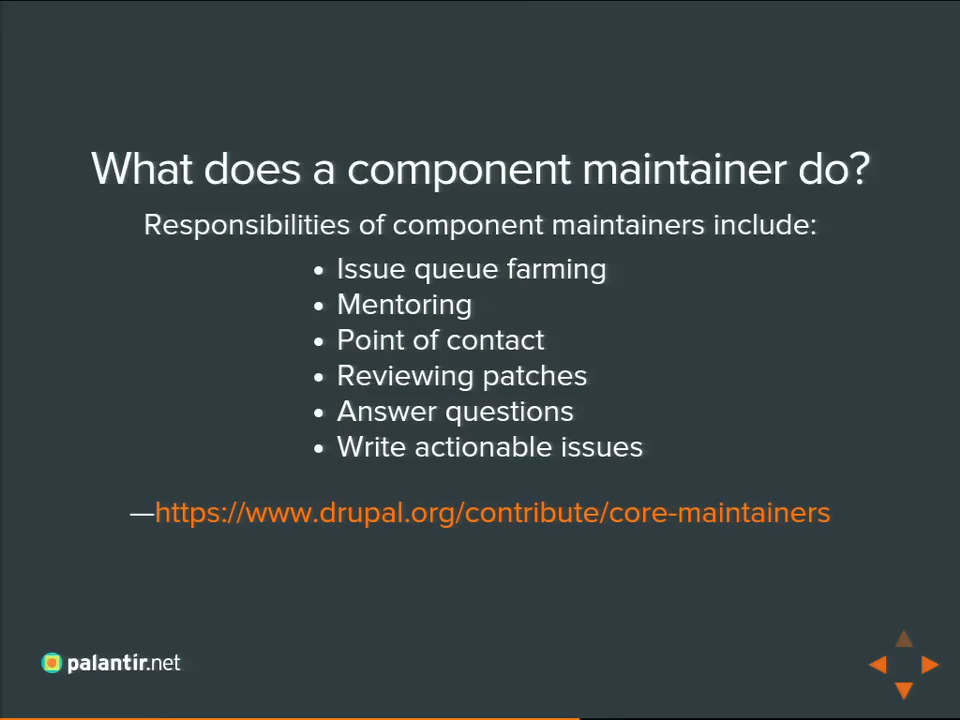 What does a component maintainer do?
Responsibilities of component maintainers include:
• Issue queue farming
• Mentoring
• Point of contact
• Reviewing patches
• Answer questions
• Write actionable issues
—https://www.drupal.org/contribute/core-maintainers
palantir.net